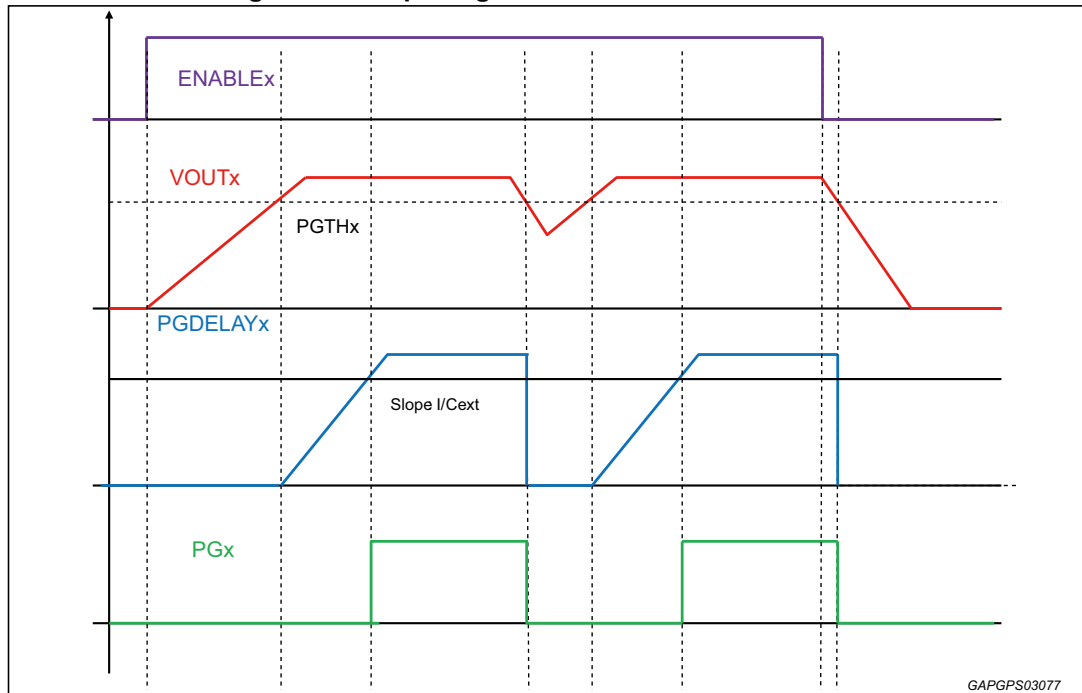 ENABLEx
VOUTx
PGTHx
PGDELAYx
Slope I/Cext
PGx
GAPGPS03077